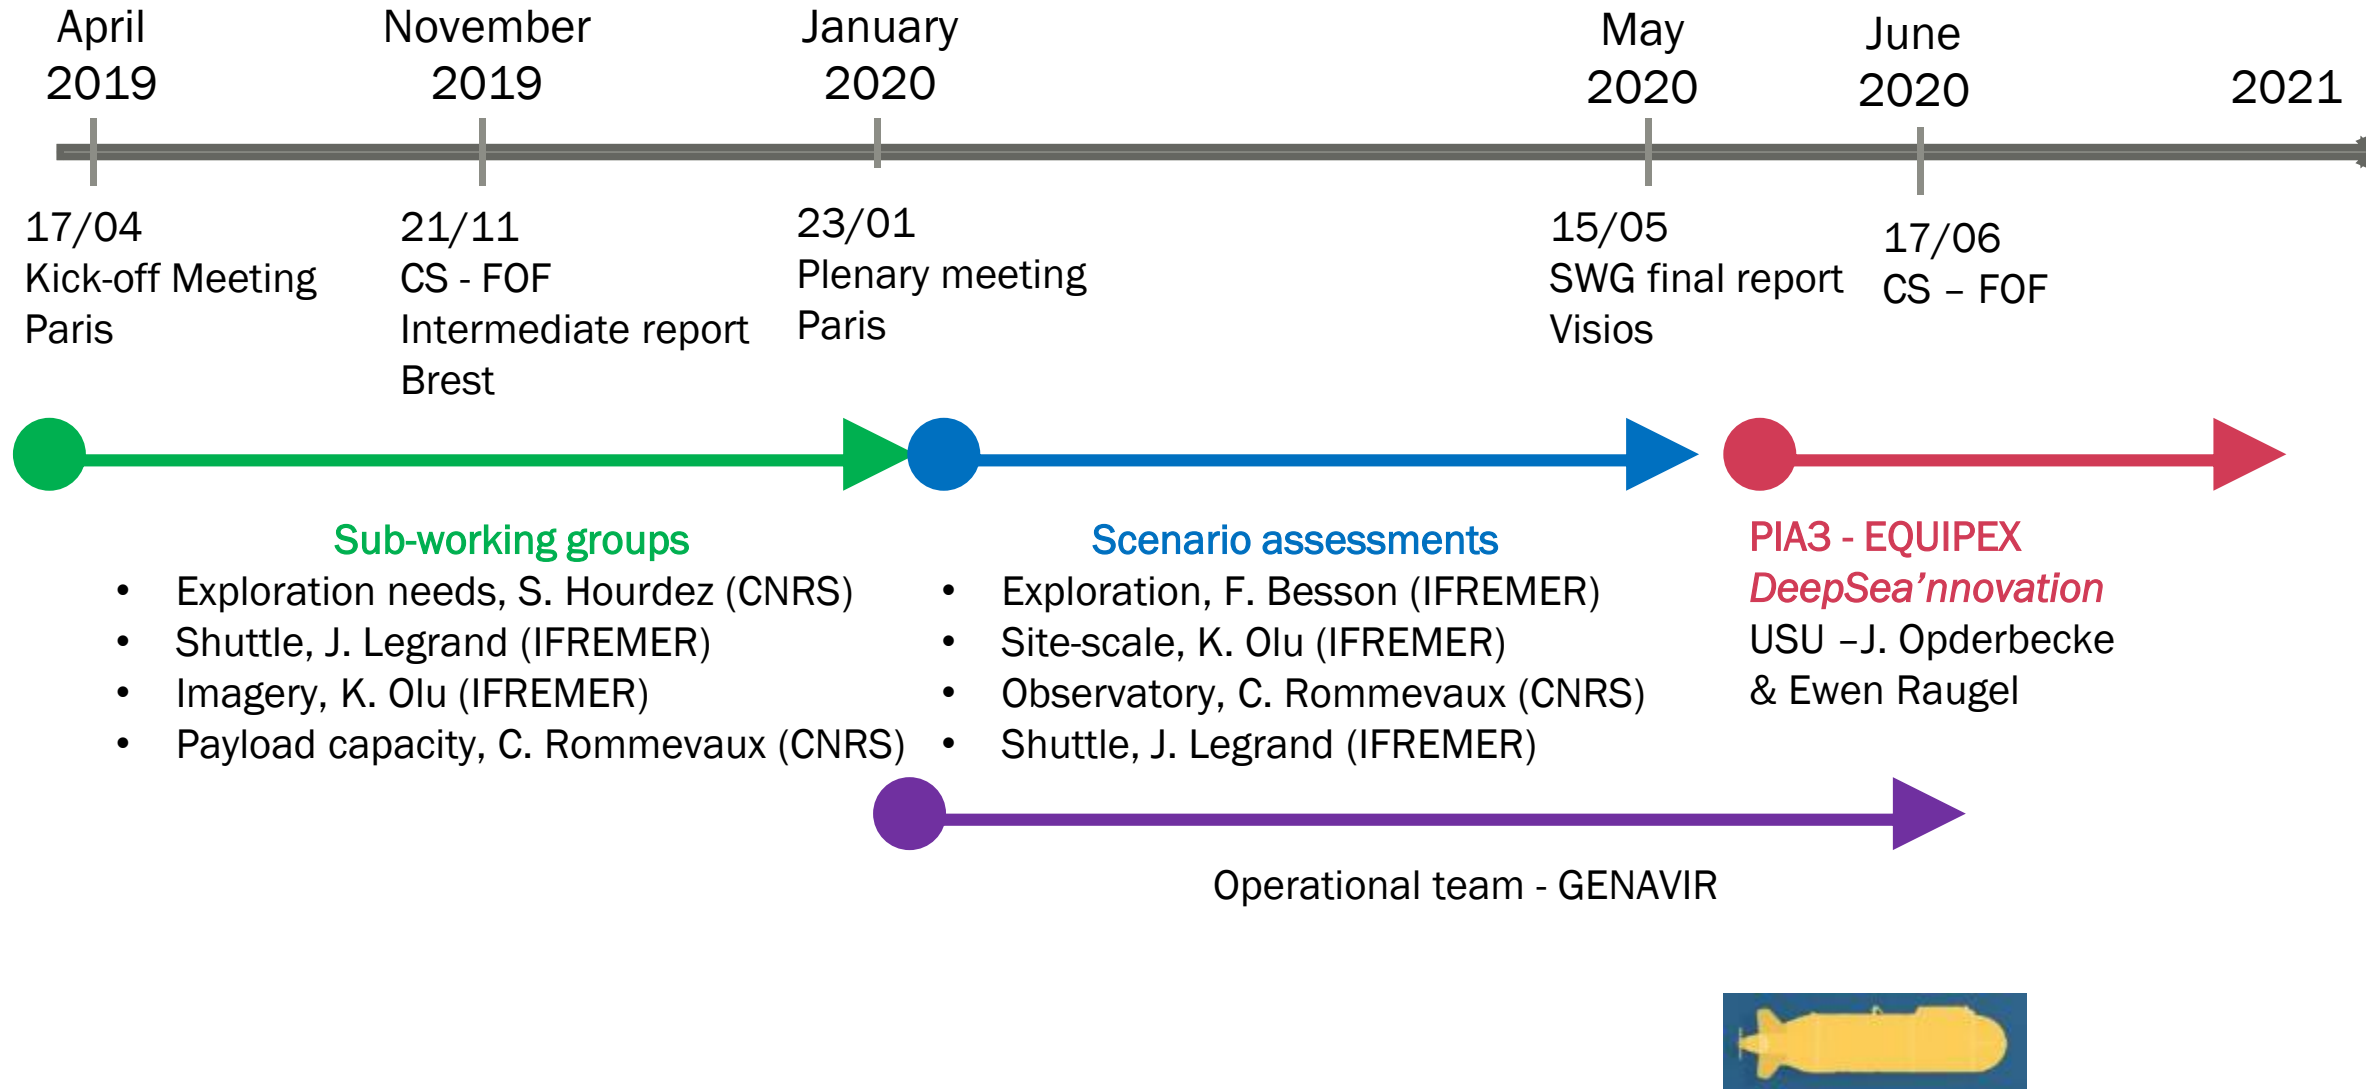 April
2019
November
2019
January
2020
May
2020
June
2020
2021
17/04
Kick-off Meeting
Paris
21/11
CS - FOF
Intermediate report
Brest
23/01
Plenary meeting
Paris
15/05
SWG final report
Visios
17/06
CS – FOF
Sub-working groups
• Exploration needs, S. Hourdez (CNRS)
• Shuttle, J. Legrand (IFREMER)
• Imagery, K. Olu (IFREMER)
• Payload capacity, C. Rommevaux (CNRS)
Scenario assessments
• Exploration, F. Besson (IFREMER)
• Site-scale, K. Olu (IFREMER)
• Observatory, C. Rommevaux (CNRS)
• Shuttle, J. Legrand (IFREMER)
PIA3 - EQUIPEX
DeepSea’nnovation
USU –J. Opderbecke
& Ewen Raugel
Operational team - GENAVIR